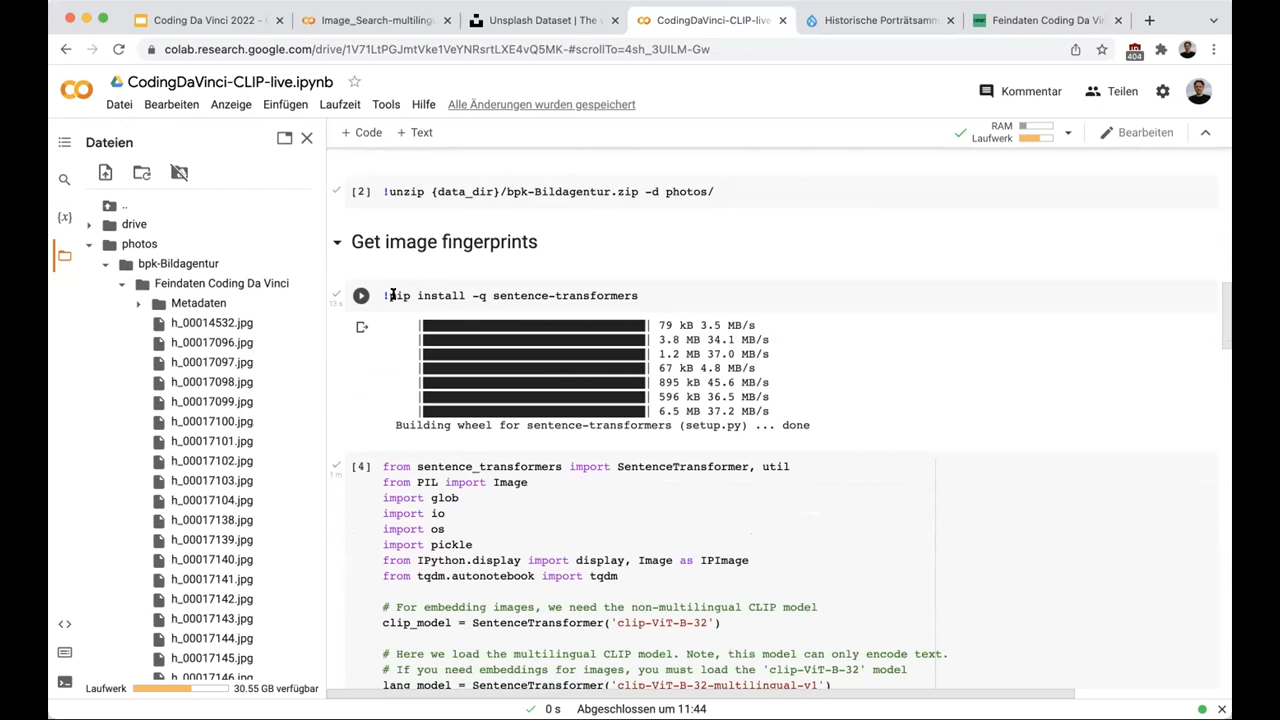 Coding Da Vinci 2022 -
Image_Search-multiling
Unsplash Dataset | The
CodingDaVinci-CLIP-live
Historische Porträtsamm
Feindaten Coding Da Vin
colab.research.google.com/drive/1V71LtPGJmtVke1VeYNRsrtLXE4vQ5MK-#scrollTo=4sh_3UILM-Gw
404
CodingDaVinci-CLIP-live.ipynb
Datei Bearbeiten Anzeige Einfügen Laufzeit Tools Hilfe Alle Änderungen wurden gespeichert
Kommentar Teilen
Dateien
+ Code + Text
RAM
Laufwerk
Bearbeiten
..
drive
photos
bpk-Bildagentur
Feindaten Coding Da Vinci
Metadaten
h_00014532.jpg
h_00017096.jpg
h_00017097.jpg
h_00017098.jpg
h_00017099.jpg
h_00017100.jpg
h_00017101.jpg
h_00017102.jpg
h_00017103.jpg
h_00017104.jpg
h_00017138.jpg
h_00017139.jpg
h_00017140.jpg
h_00017141.jpg
h_00017142.jpg
h_00017143.jpg
h_00017144.jpg
h_00017145.jpg
h_00017146.jpg
Laufwerk 30.55 GB verfügbar
[2] !unzip {data_dir}/bpk-Bildagentur.zip -d photos/
Get image fingerprints
13s
!pip install -q sentence-transformers
79 kB 3.5 MB/s
3.8 MB 34.1 MB/s
1.2 MB 37.0 MB/s
67 kB 4.8 MB/s
895 kB 45.6 MB/s
596 kB 36.5 MB/s
6.5 MB 37.2 MB/s
Building wheel for sentence-transformers (setup.py) ... done
1m
[4] from sentence_transformers import SentenceTransformer, util
from PIL import Image
import glob
import io
import os
import pickle
from IPython.display import display, Image as IPImage
from tqdm.autonotebook import tqdm
# For embedding images, we need the non-multilingual CLIP model
clip_model = SentenceTransformer('clip-ViT-B-32')
# Here we load the multilingual CLIP model. Note, this model can only encode text.
# If you need embeddings for images, you must load the 'clip-ViT-B-32' model
lang_model = SentenceTransformer('clip-ViT-B-32-multilingual-v1')
0 s Abgeschlossen um 11:44